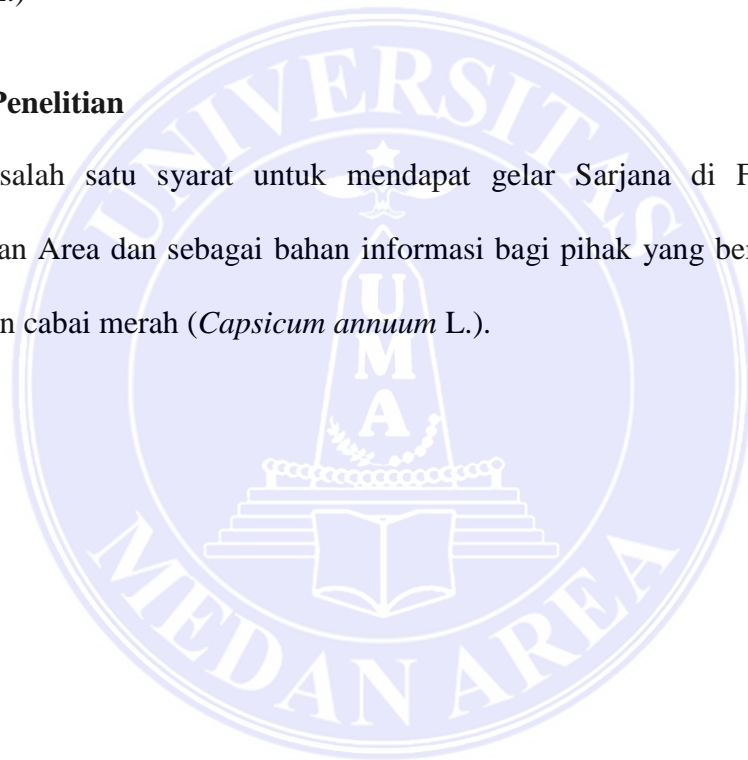 Penelitian
salah satu syarat untuk mendapat gelar Sarjana di F
an Area dan sebagai bahan informasi bagi pihak yang ber
n cabai merah (Capsicum annuum L.).
UNIVERSITAS
UMA
MEDAN AREA